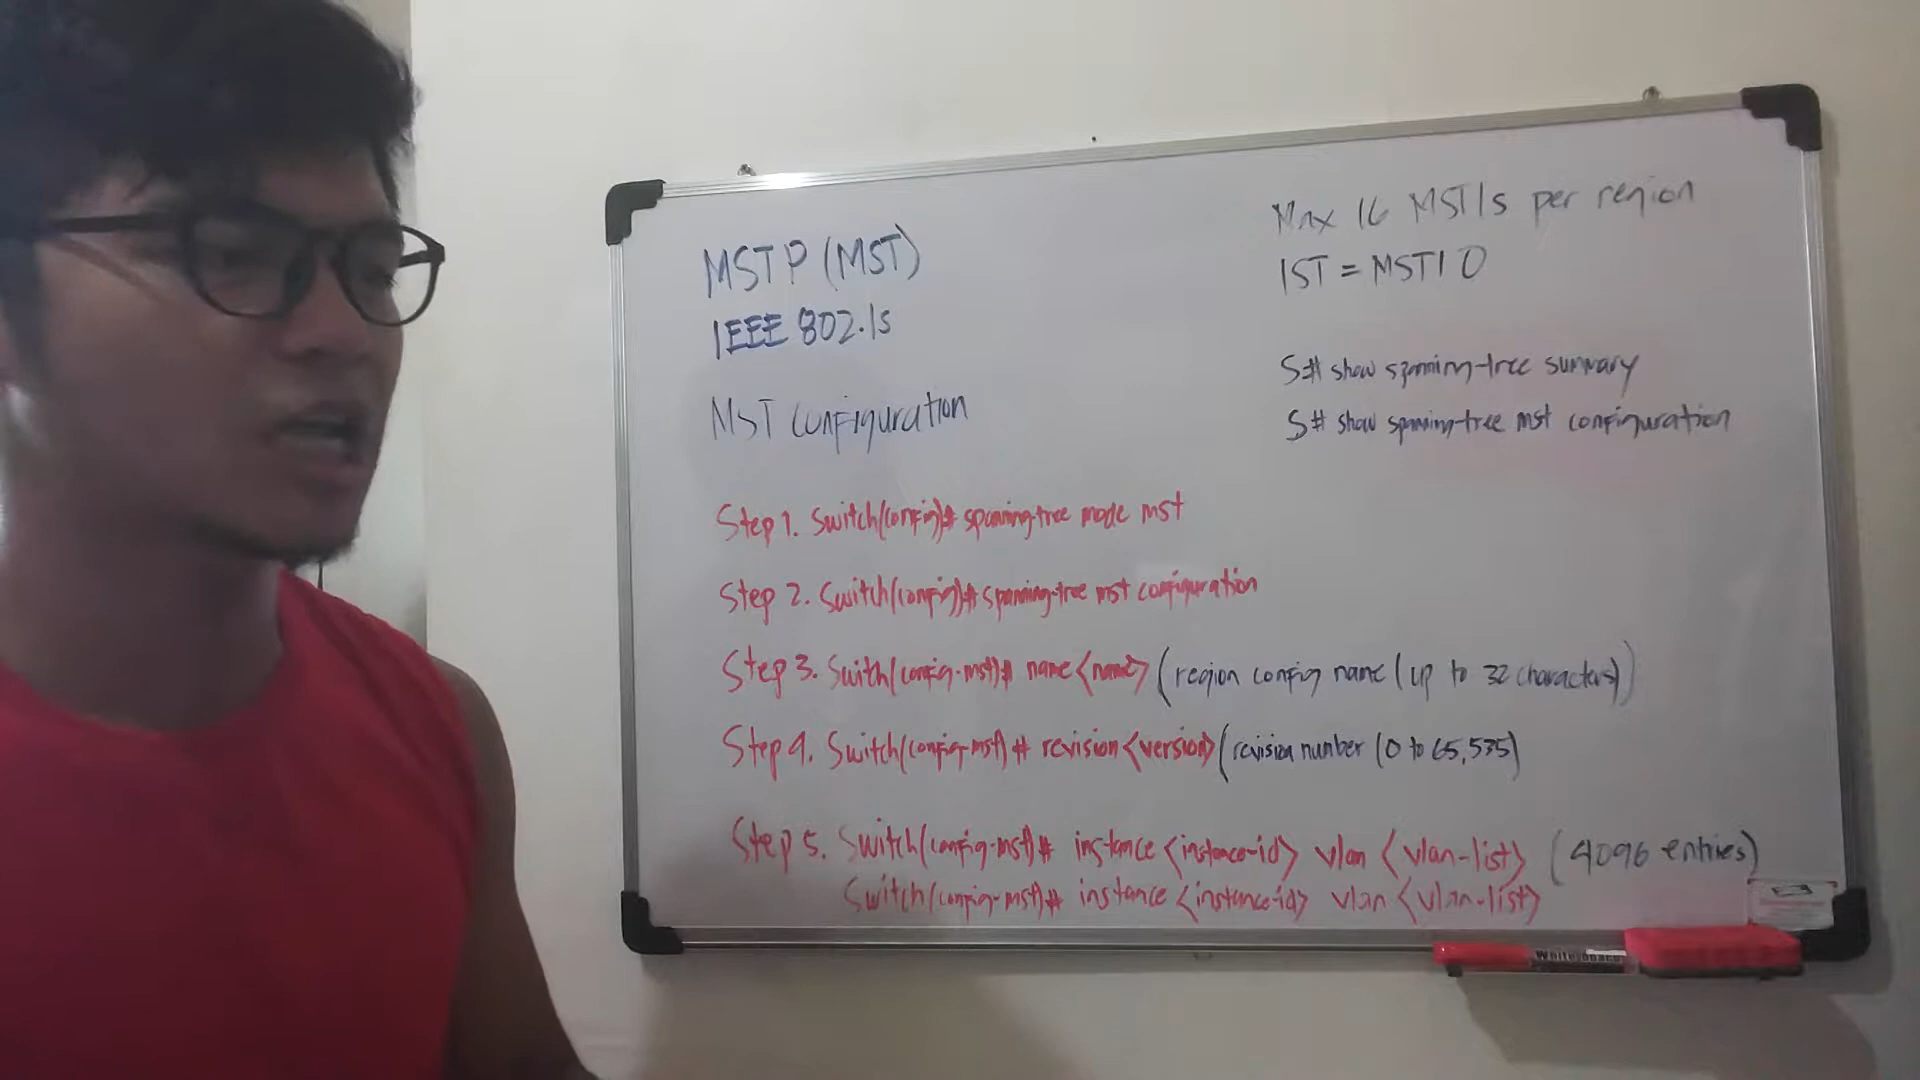 MSTP (MST)
IEEE 802.1s
MST Configuration
Max 16 MSTIs per region
IST = MSTI 0
S# show spanning-tree summary
S# show spanning-tree mst configuration
Step 1. Switch(config)# spanning-tree mode mst
Step 2. Switch(config)# spanning-tree mst configuration
Step 3. Swith(config-mst)# name <name> (region config name (up to 32 characters))
Step 4. Switch(config-mst)# revision <version> (revision number (0 to 65,535)
Step 5. Switch(config-mst)# instance <instance-id> vlan <vlan-list> (4096 entries)
Switch(config-mst)# instance <instance-id> vlan <vlan-list>
White Board